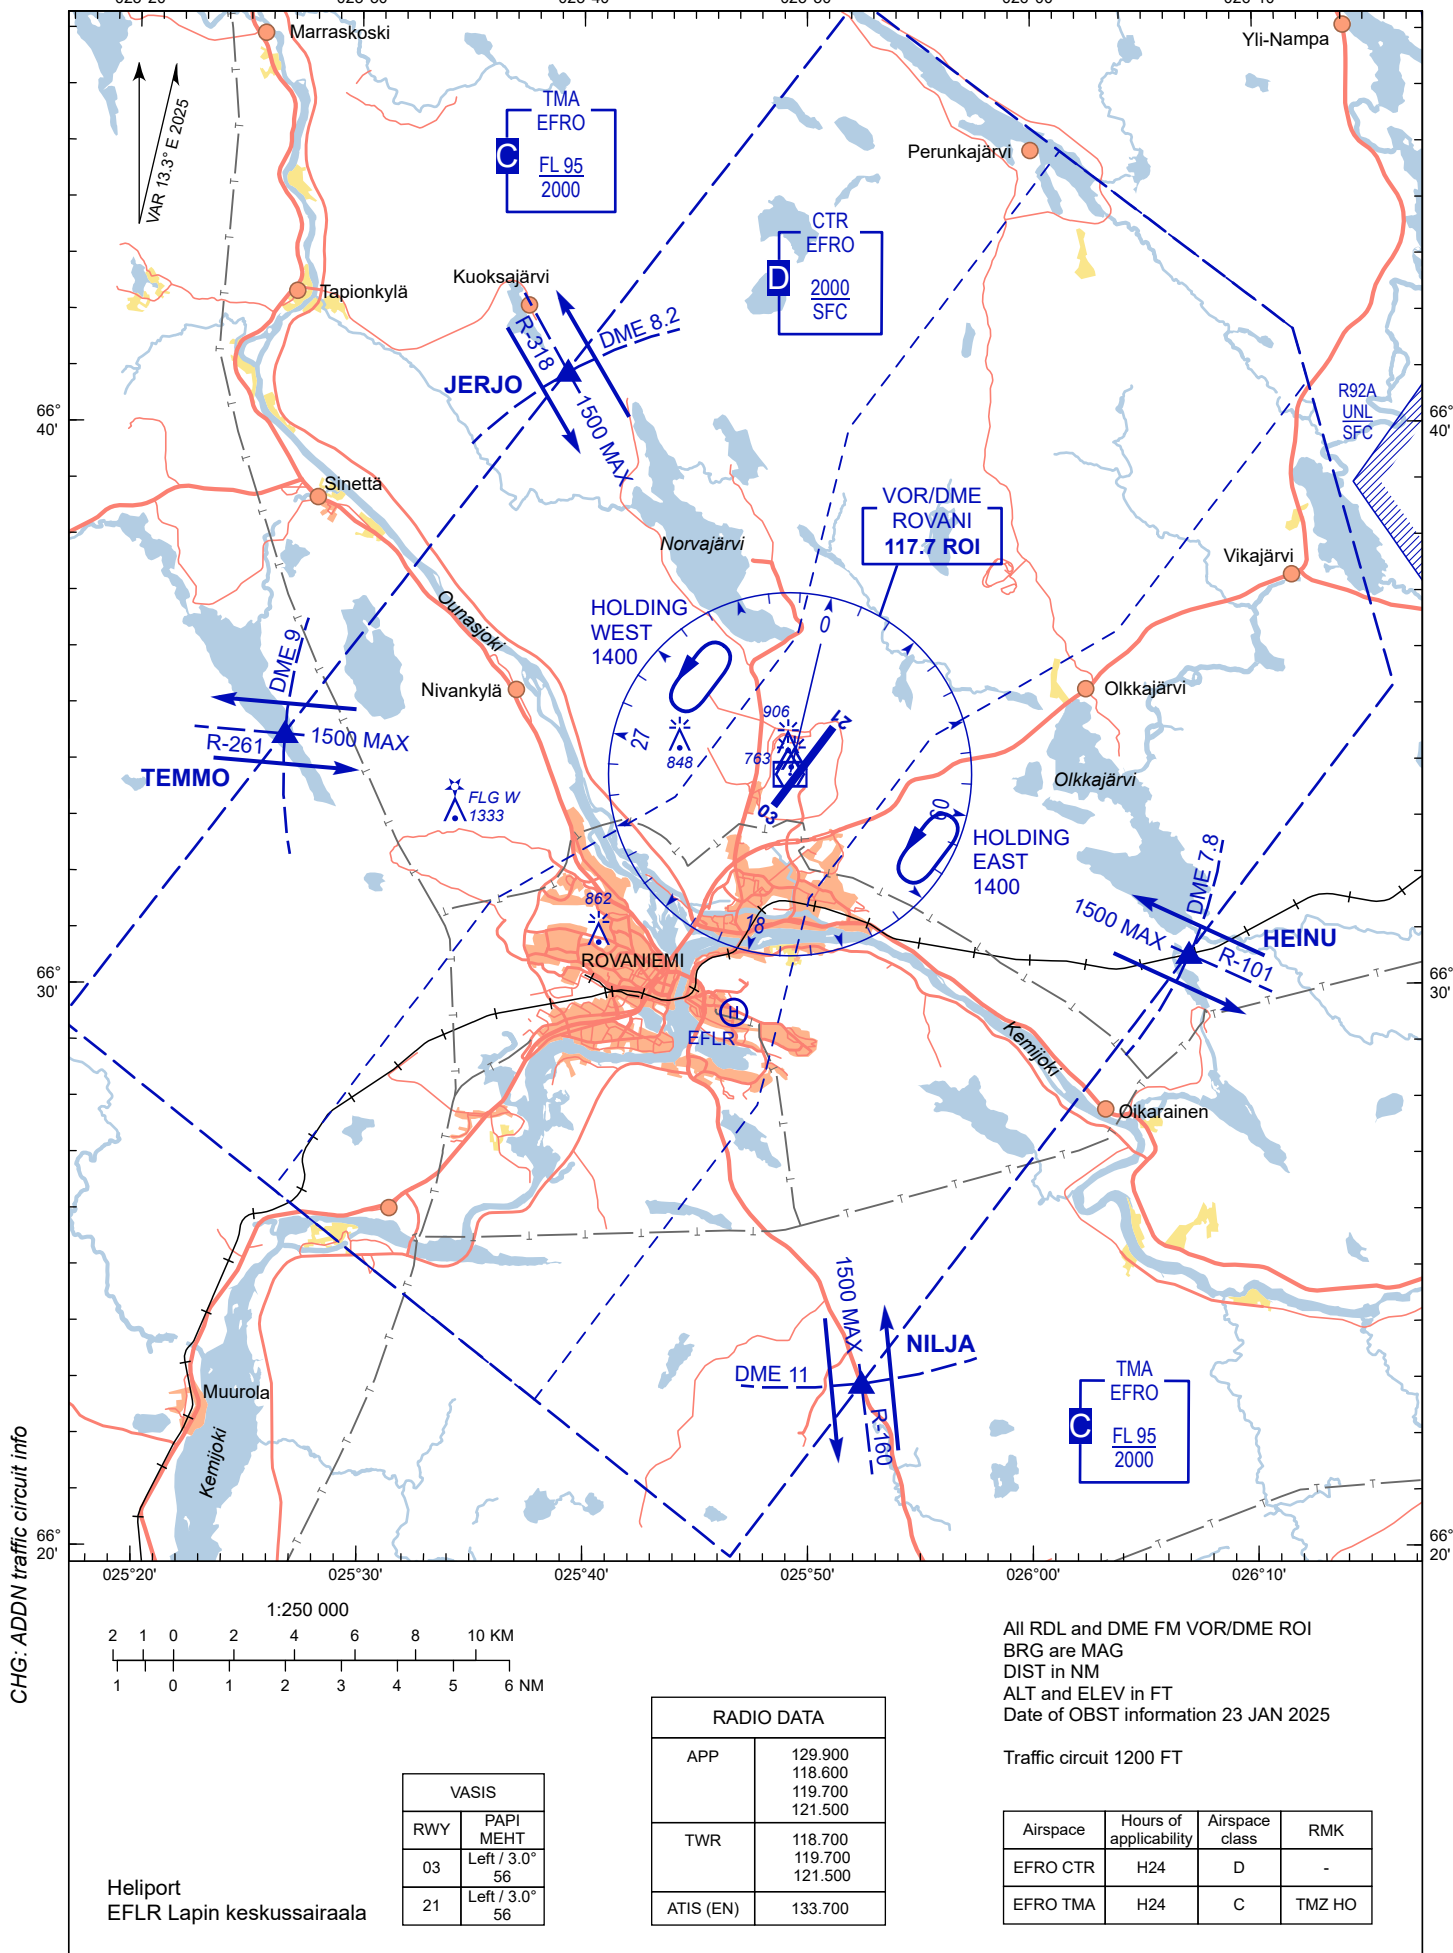 Marraskoski
Yli-Nampa
VAR 13.3° E 2025
TMA
EFRO
C
FL 95
2000
Perunkajärvi
CTR
EFRO
D
2000
SFC
Kuoksajärvi
Tapionkylä
R-318
DME 8.2
JERJO
1500 MAX
R92A
UNL
SFC
66°
40'
66°
40'
Sinettä
VOR/DME
ROVANI
117.7 ROI
Norvajärvi
Vikajärvi
Ounasjoki
HOLDING
WEST
1400
0
DME 9
Nivankylä
Olkkajärvi
906
21
27
848
763
R-261
1500 MAX
TEMMO
Olkkajärvi
FLG W
1333
03
09
HOLDING
EAST
1400
DME 7.8
862
18
1500 MAX
HEINU
R-101
ROVANIEMI
66°
30'
66°
30'
H
EFLR
Kemijoki
Oikarainen
1500 MAX
NILJA
DME 11
R-160
TMA
EFRO
C
FL 95
2000
Muurola
Kemijoki
66°
20'
66°
20'
025°20'
025°30'
025°40'
025°50'
026°00'
026°10'
CHG: ADDN traffic circuit info
1:250 000
2 1 0 2 4 6 8 10 KM
1 0 1 2 3 4 5 6 NM
All RDL and DME FM VOR/DME ROI
BRG are MAG
DIST in NM
ALT and ELEV in FT
Date of OBST information 23 JAN 2025
Traffic circuit 1200 FT
RADIO DATA
APP 129.900
118.600
119.700
121.500
TWR 118.700
119.700
121.500
ATIS (EN) 133.700
VASIS
RWY PAPI
MEHT
03 Left / 3.0°
56
21 Left / 3.0°
56
Airspace Hours of applicability Airspace class RMK
EFRO CTR H24 D -
EFRO TMA H24 C TMZ HO
Heliport
EFLR Lapin keskussairaala